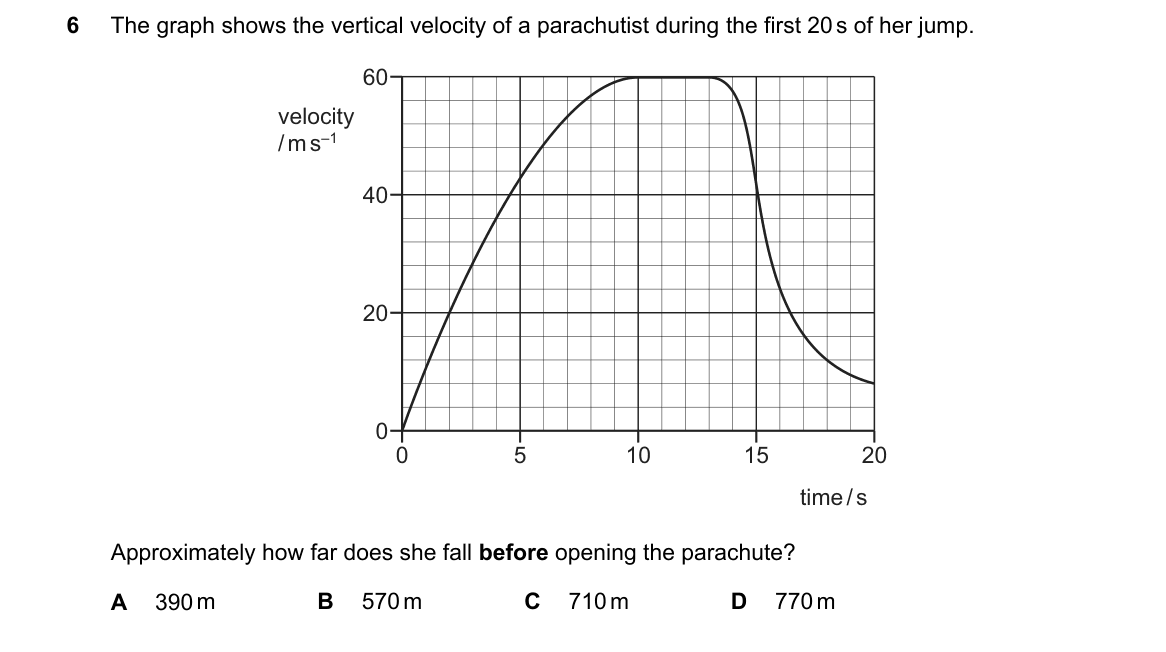 6 The graph shows the vertical velocity of a parachutist during the first 20 s of her jump.
60
velocity
/ m s⁻¹
40
20
0
0 5 10 15 20
time / s
Approximately how far does she fall before opening the parachute?
A 390 m B 570 m C 710 m D 770 m